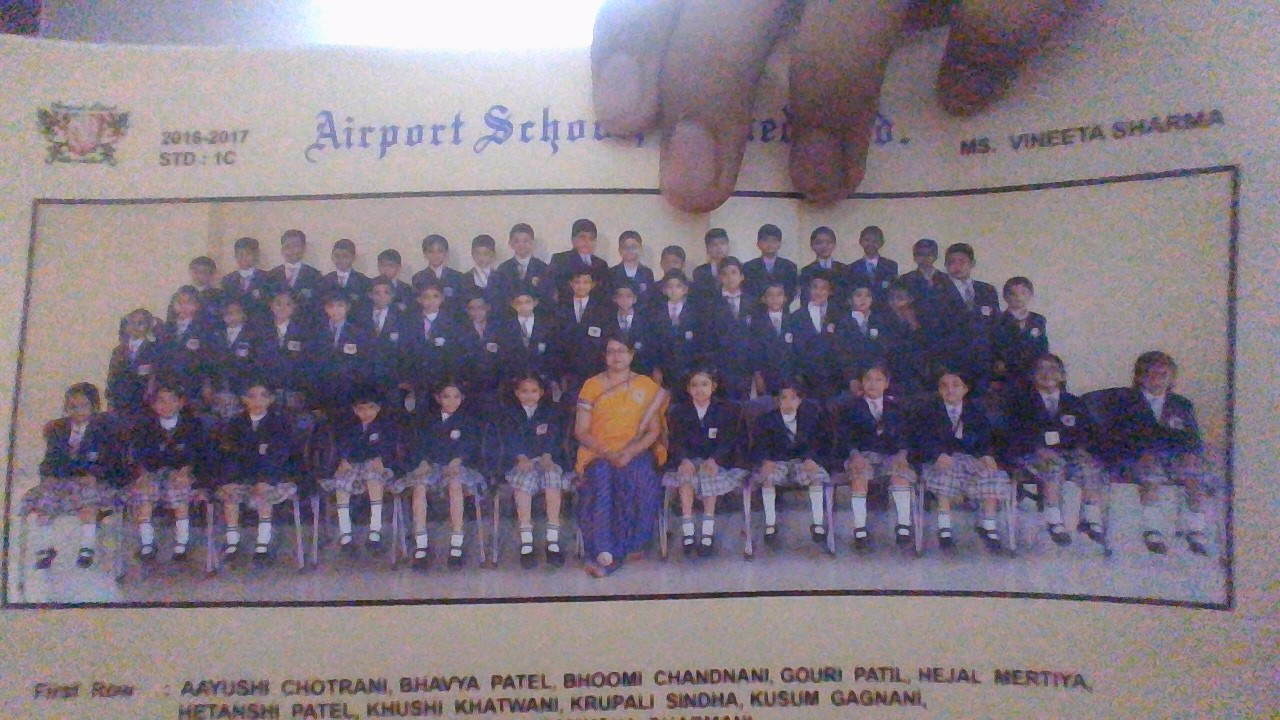 2016-2017
STD : 1C
Airport School,
MS. VINEETA SHARMA
First Row : AAYUSHI CHOTRANI, BHAVYA PATEL, BHOOMI CHANDNANI, GOURI PATIL, HEJAL MERTIYA,
HETANSHI PATEL, KHUSHI KHATWANI, KRUPALI SINDHA, KUSUM GAGNANI,